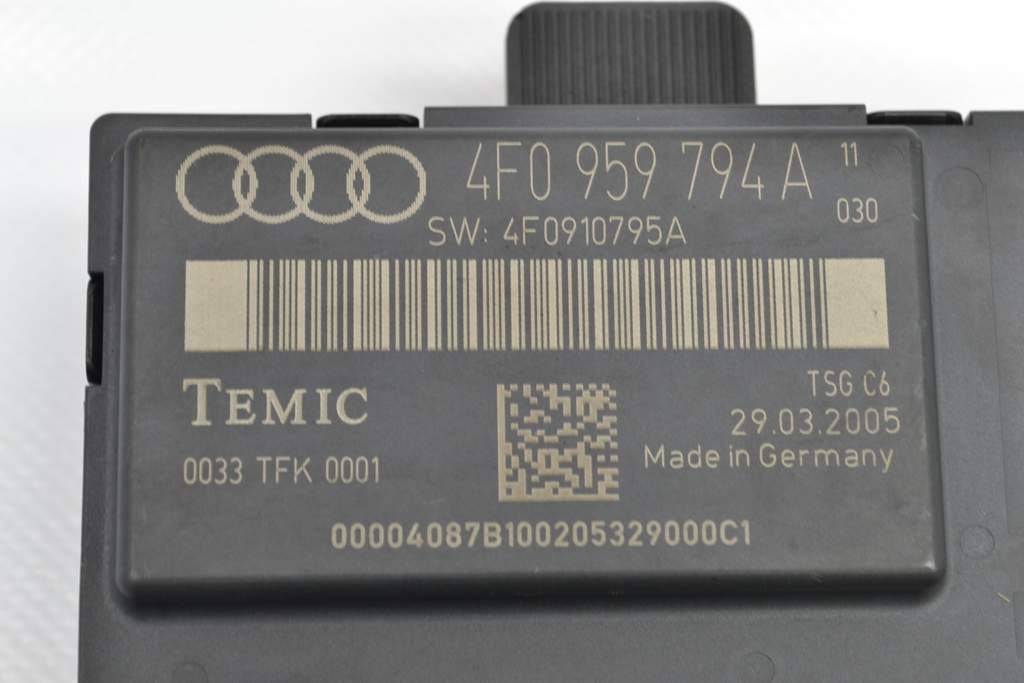 4F0 959 794 A 11
030
SW: 4F0910795A
TEMIC
TSG C6
29.03.2005
0033 TFK 0001
Made in Germany
00004087B100205329000C1